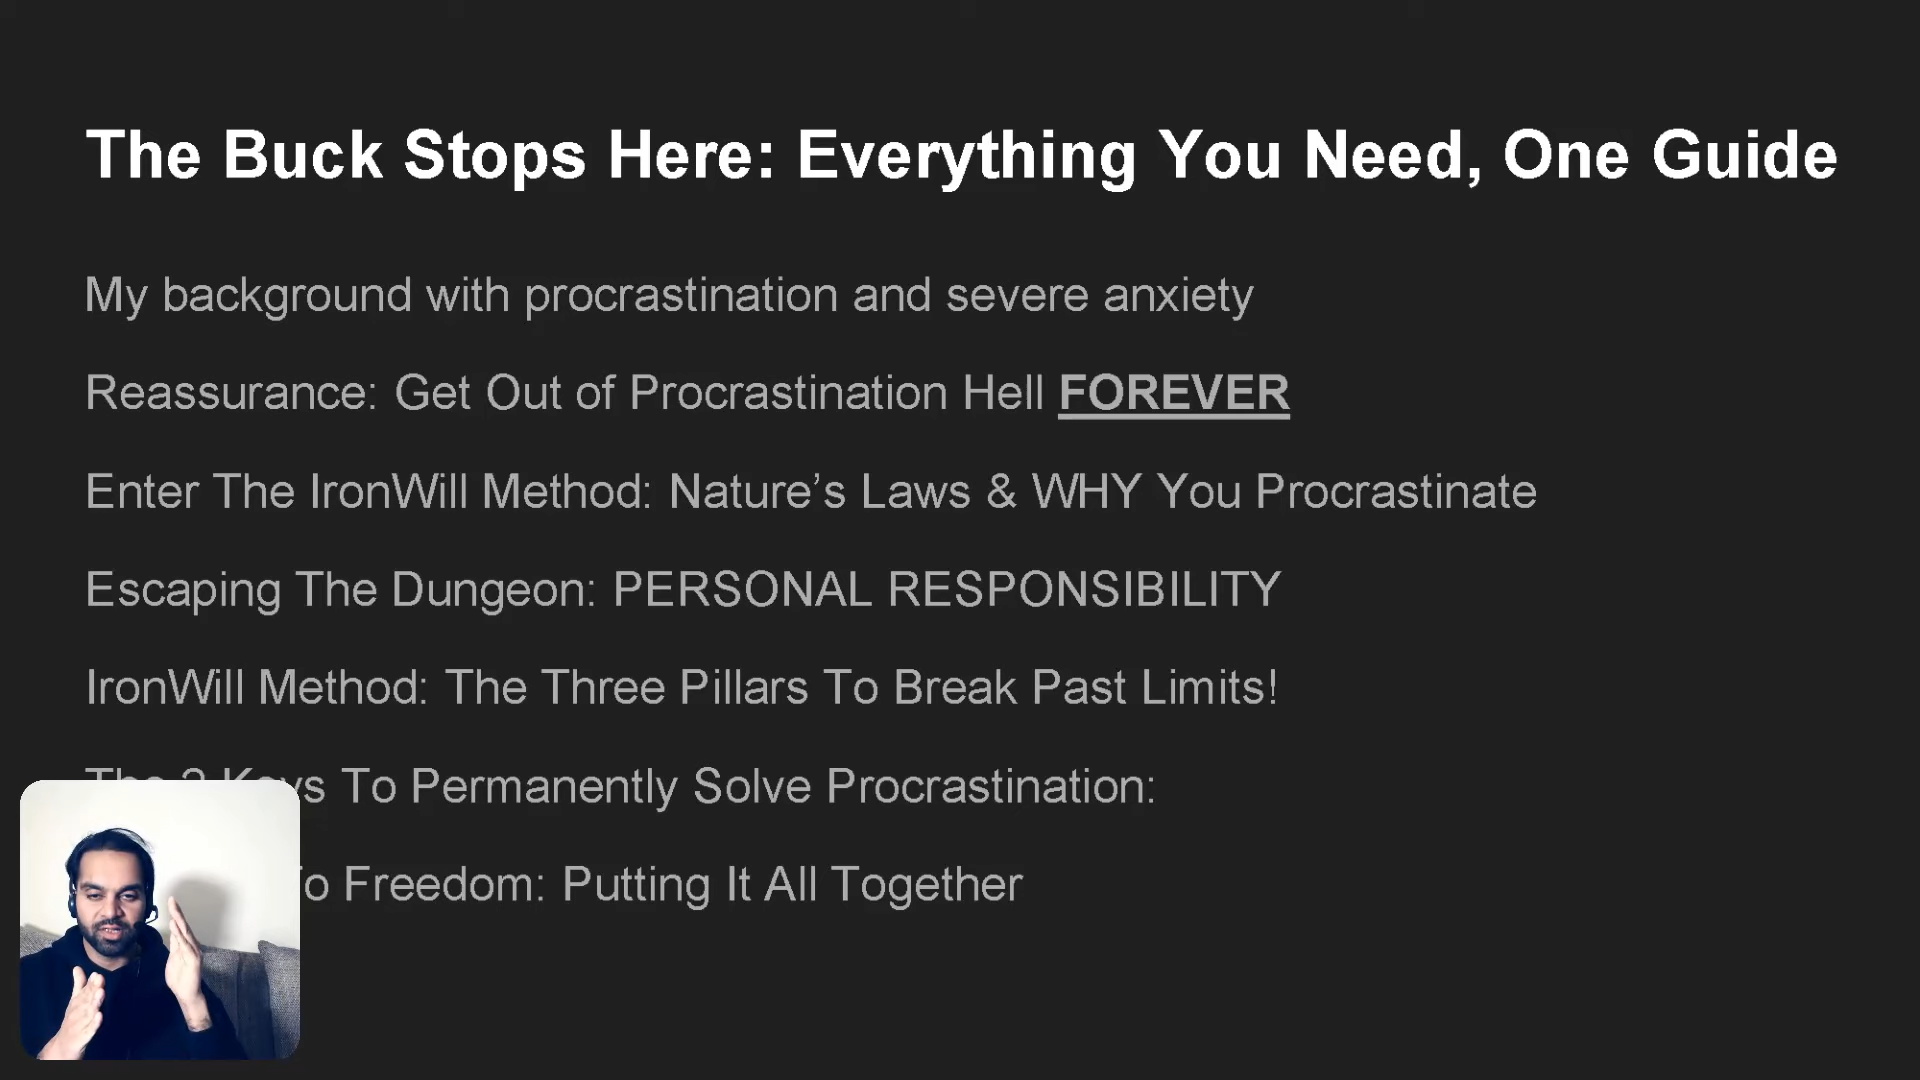 The Buck Stops Here: Everything You Need, One Guide
My background with procrastination and severe anxiety
Reassurance: Get Out of Procrastination Hell FOREVER
Enter The IronWill Method: Nature’s Laws & WHY You Procrastinate
Escaping The Dungeon: PERSONAL RESPONSIBILITY
IronWill Method: The Three Pillars To Break Past Limits!
The Keys To Permanently Solve Procrastination:
Freedom: Putting It All Together